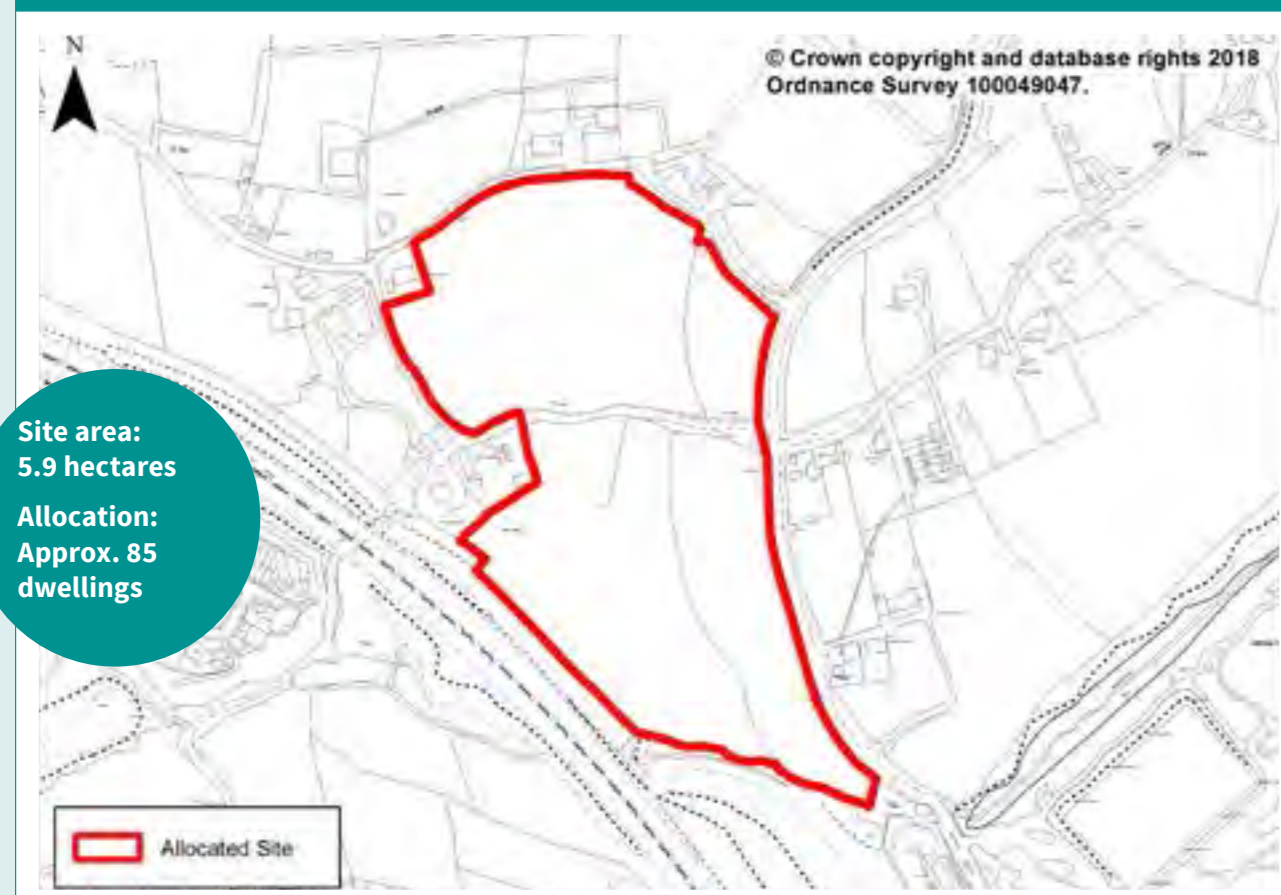 N
© Crown copyright and database rights 2018
Ordnance Survey 100049047.
Site area:
5.9 hectares
Allocation:
Approx. 85
dwellings
Allocated Site